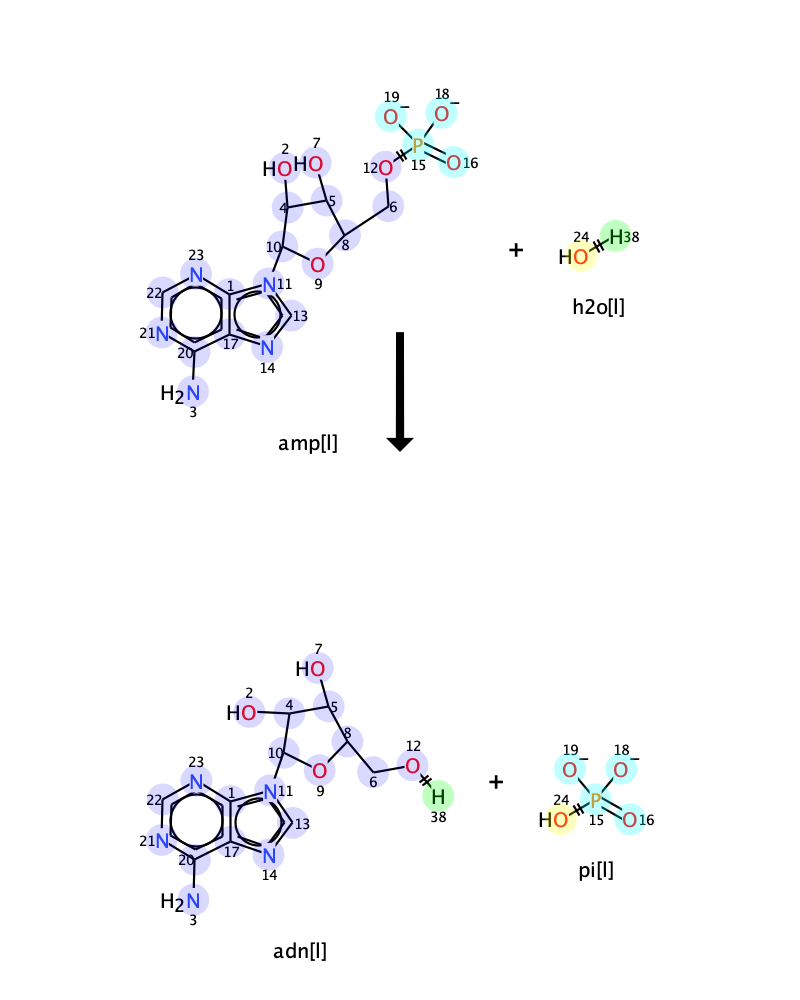 19 18
O− O−
P
2 7 12 O 15 O 16
HO HO
4 5 6
10 8
O
9
+
24
HO H 38
h2o[l]
23
N 1 N 11
22
21 N 17 13
20 N
14
H2N
3
amp[l]
7
HO
2
HO 4 5
8 12
10 O
O 6
9 H
38
23
N 1 N 11
22
21 N 17 13
20 N
14
H2N
3
adn[l]
+
19 18
O− O−
24 P
HO 15 O 16
pi[l]